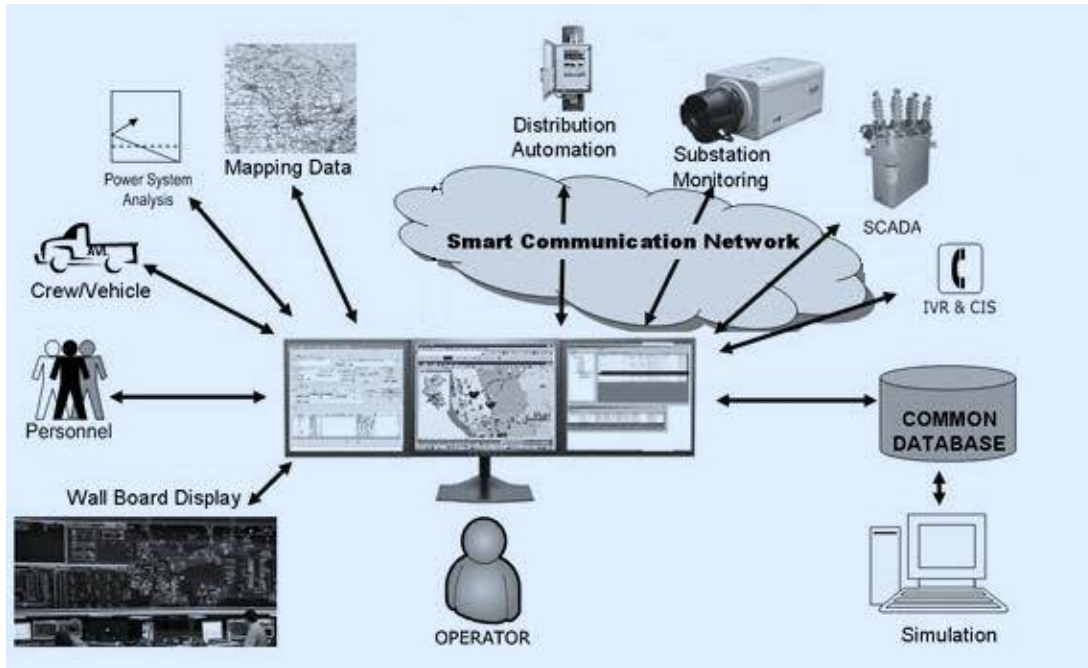 Distribution
Automation
Mapping Data
Substation
Monitoring
Power System
Analysis
SCADA
Smart Communication Network
AVL
Crew/Vehicle
IVR & CIS
Personnel
COMMON
DATABASE
Wall Board Display
OPERATOR
Simulation